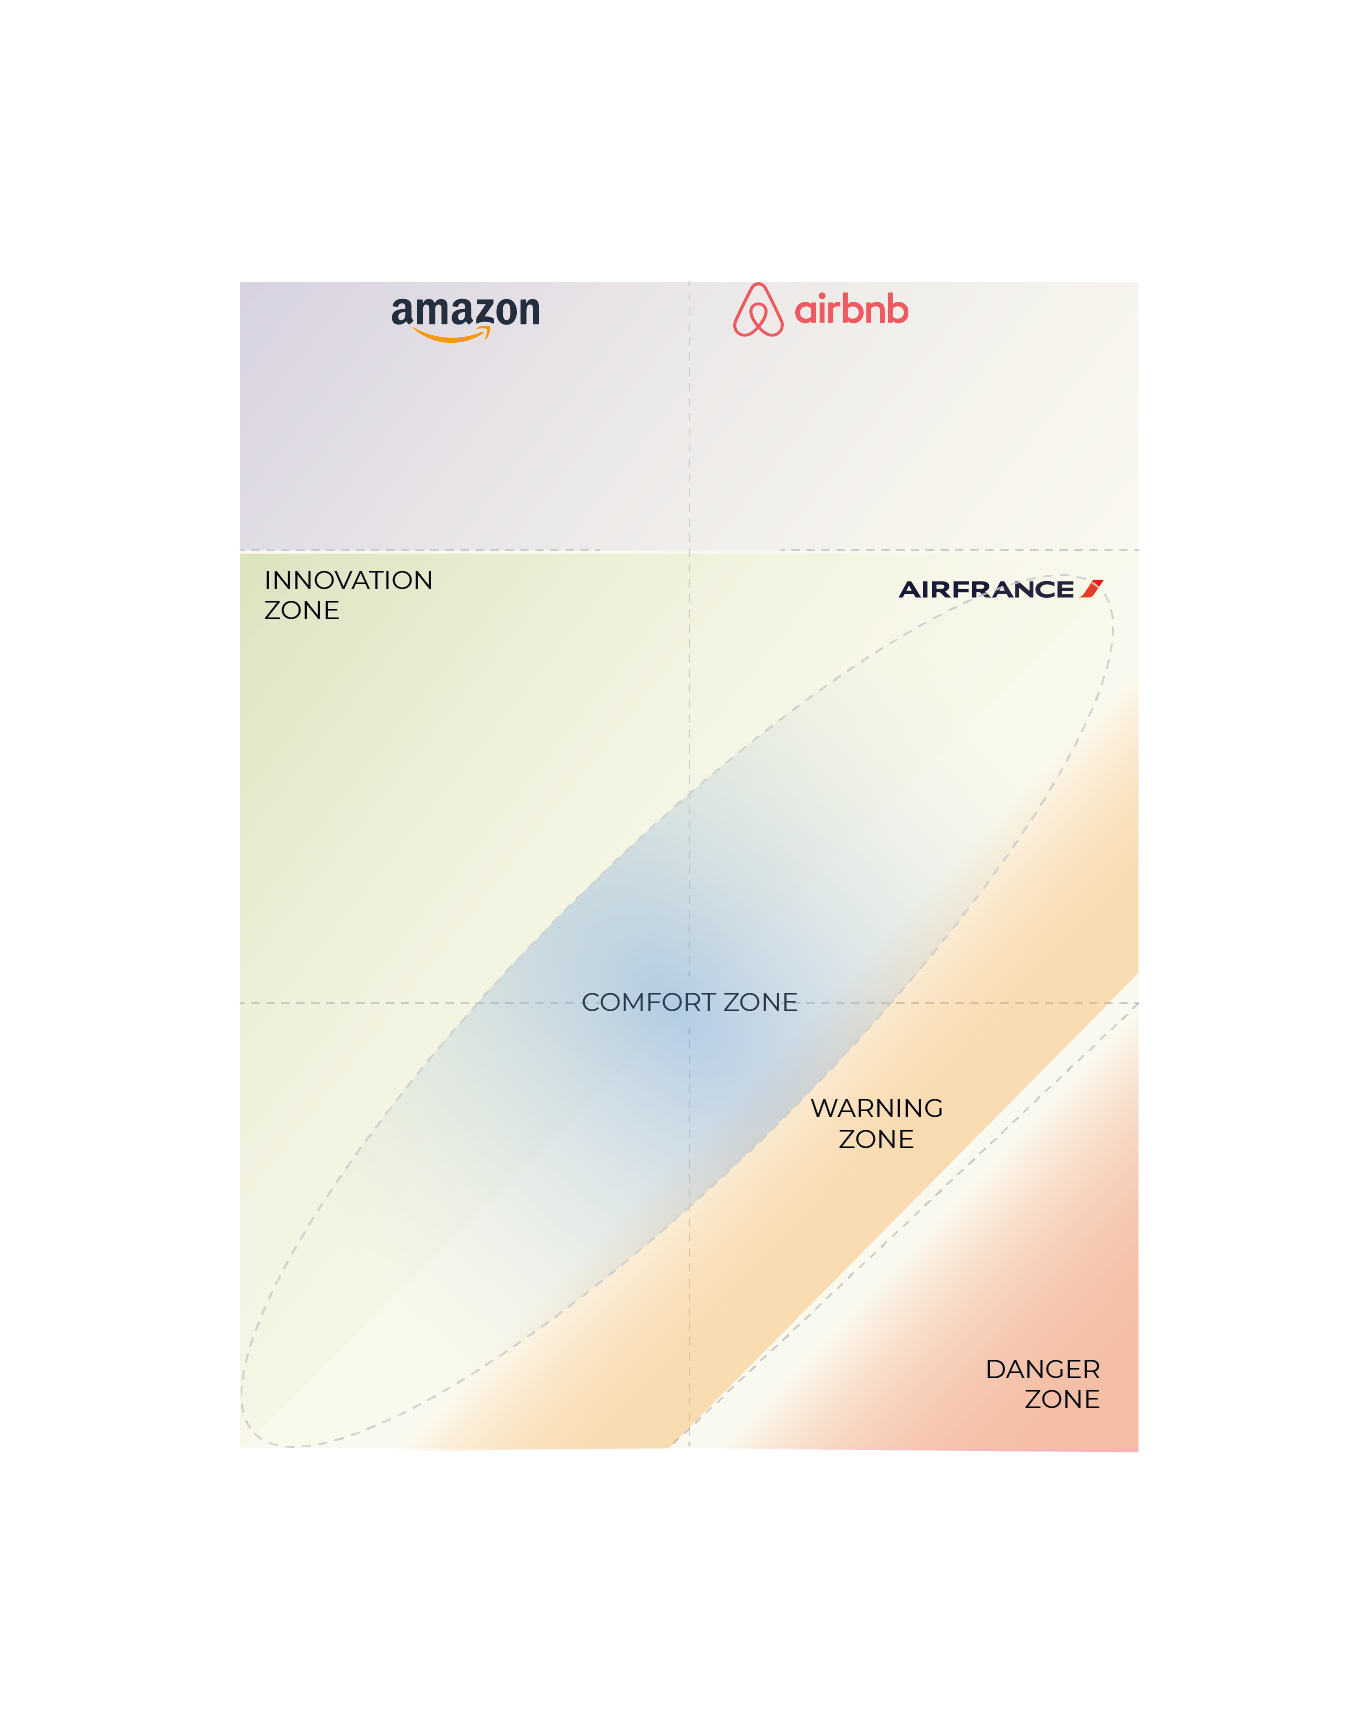 amazon
airbnb
INNOVATION
ZONE
AIRFRANCE
COMFORT ZONE
WARNING
ZONE
DANGER
ZONE